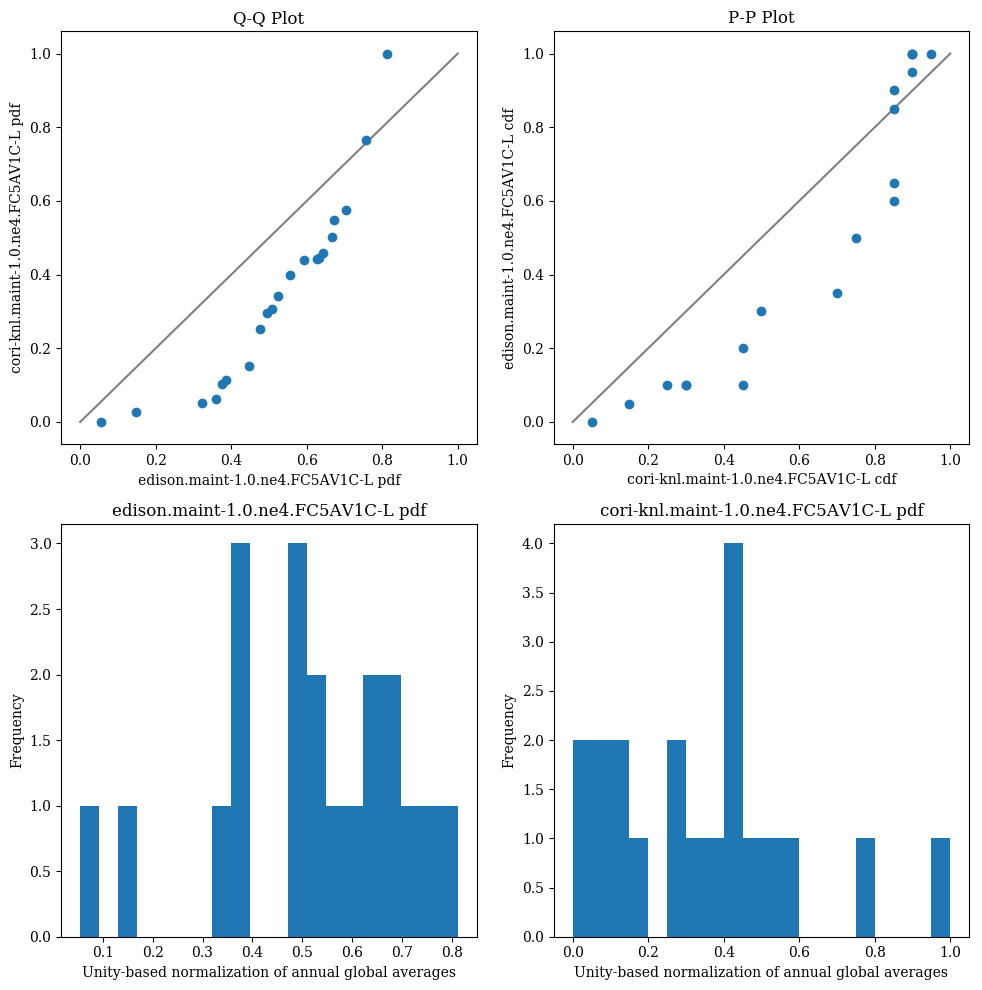 Q-Q Plot
cori-knl.maint-1.0.ne4.FC5AV1C-L pdf
1.0
0.8
0.6
0.4
0.2
0.0
0.0 0.2 0.4 0.6 0.8 1.0
edison.maint-1.0.ne4.FC5AV1C-L pdf
P-P Plot
edison.maint-1.0.ne4.FC5AV1C-L cdf
1.0
0.8
0.6
0.4
0.2
0.0
0.0 0.2 0.4 0.6 0.8 1.0
cori-knl.maint-1.0.ne4.FC5AV1C-L cdf
edison.maint-1.0.ne4.FC5AV1C-L pdf
Frequency
3.0
2.5
2.0
1.5
1.0
0.5
0.0
0.1 0.2 0.3 0.4 0.5 0.6 0.7 0.8
Unity-based normalization of annual global averages
cori-knl.maint-1.0.ne4.FC5AV1C-L pdf
Frequency
4.0
3.5
3.0
2.5
2.0
1.5
1.0
0.5
0.0
0.0 0.2 0.4 0.6 0.8 1.0
Unity-based normalization of annual global averages